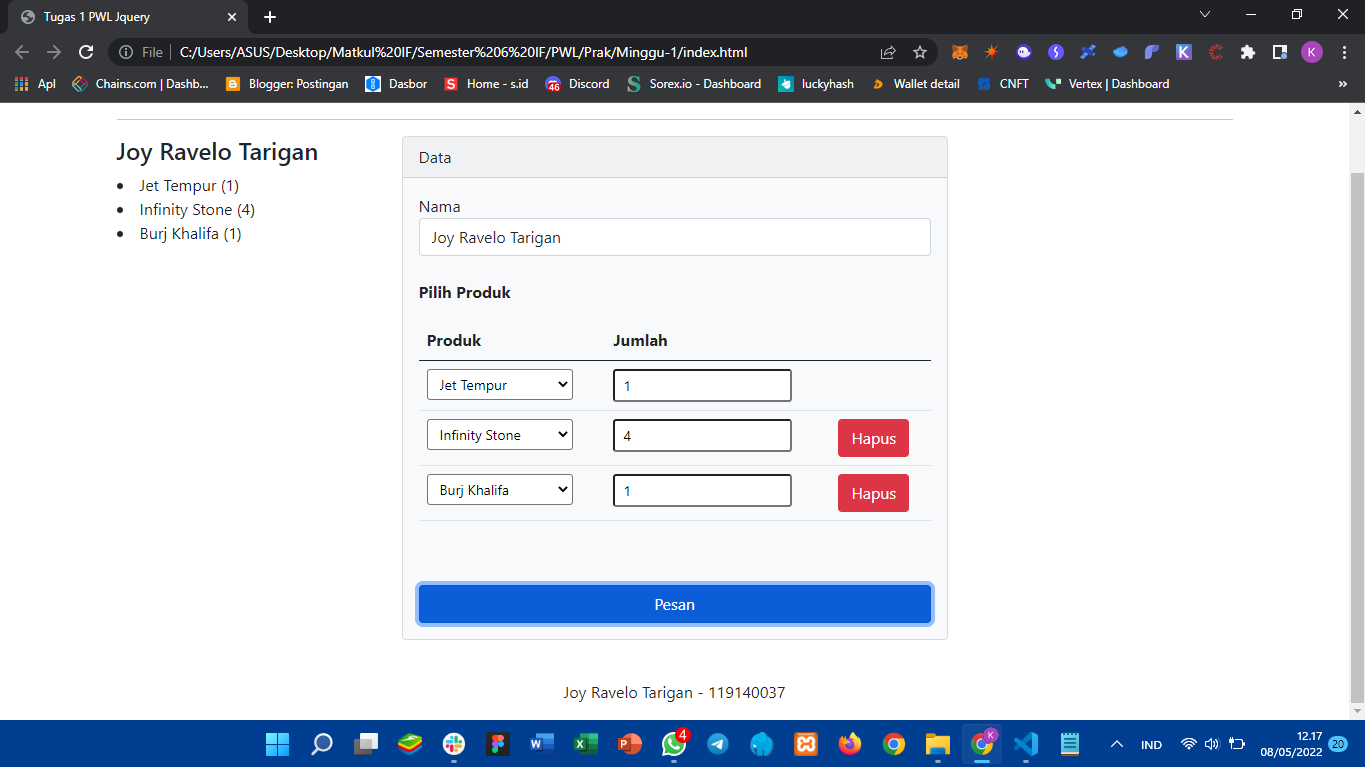 Tugas 1 PWL Jquery
File
C:/Users/ASUS/Desktop/Matkul%20IF/Semester%206%20IF/PWL/Prak/Minggu-1/index.html
K
K
Apl
Chains.com | Dashb...
Blogger: Postingan
Dasbor
S
Home - s.id
46
Discord
S
Sorex.io - Dashboard
luckyhash
Wallet detail
CNFT
Vertex | Dashboard
»
Joy Ravelo Tarigan
Jet Tempur (1)
Infinity Stone (4)
Burj Khalifa (1)
Data
Nama
Joy Ravelo Tarigan
Pilih Produk
Produk Jumlah
Jet Tempur 1
Infinity Stone 4 Hapus
Burj Khalifa 1 Hapus
Pesan
Joy Ravelo Tarigan - 119140037
W
X
P
4
K
IND
12.17
08/05/2022
20